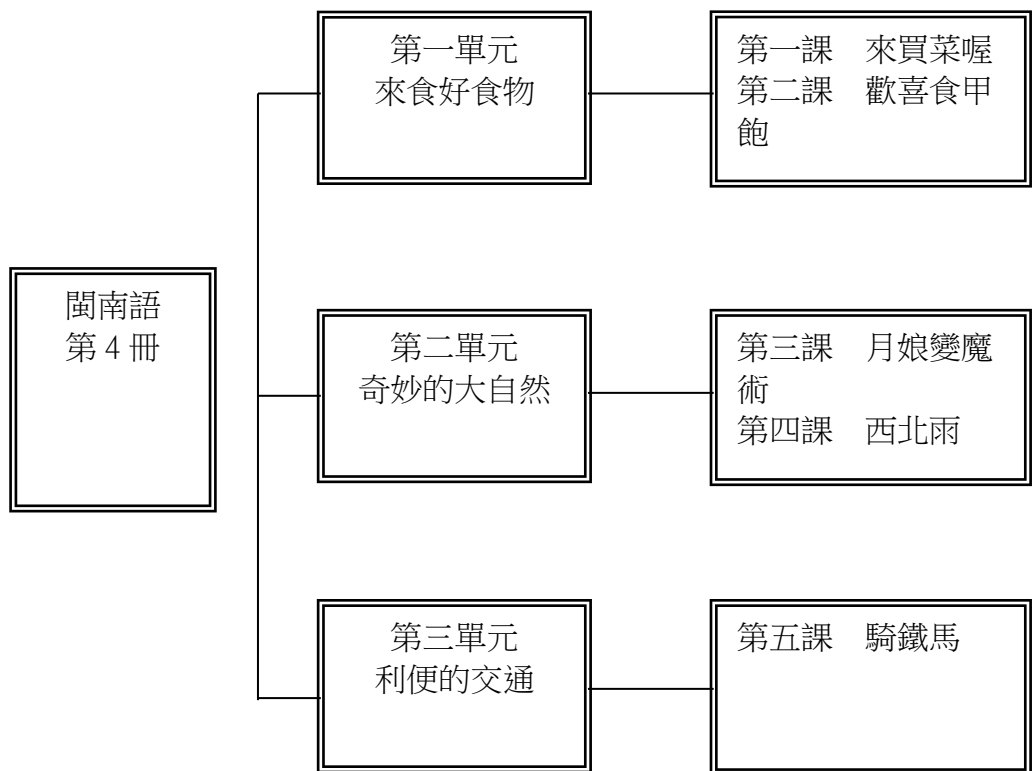 閩南語
第 4 冊
第一單元
來食好食物
第一課　來買菜喔
第二課　歡喜食甲
飽
第二單元
奇妙的大自然
第三課　月娘變魔
術
第四課　西北雨
第三單元
利便的交通
第五課　騎鐵馬